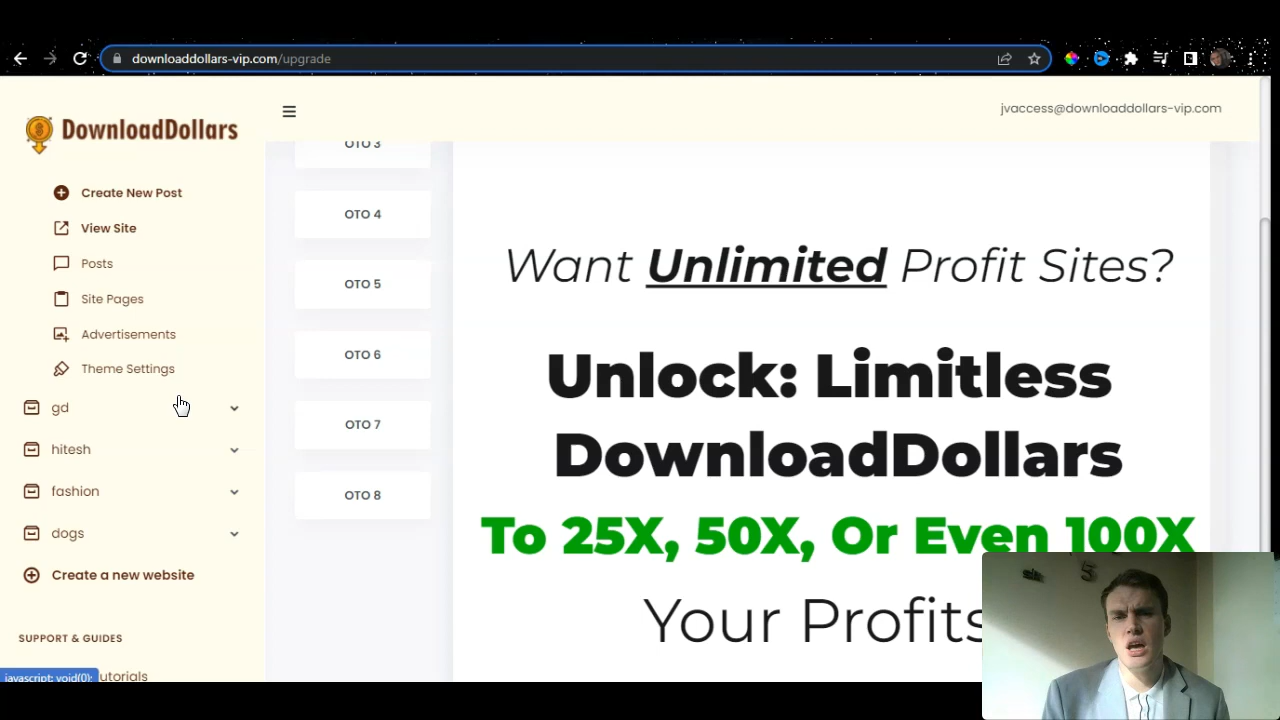 downloaddollars-vip.com/upgrade
DownloadDollars
jvaccess@downloaddollars-vip.com
Create New Post
View Site
Posts
Site Pages
Advertisements
Theme Settings
gd
hitesh
fashion
dogs
Create a new website
SUPPORT & GUIDES
utorials
javascript: void(0);
OTO 3
OTO 4
OTO 5
OTO 6
OTO 7
OTO 8
Want Unlimited Profit Sites?
Unlock: Limitless
DownloadDollars
To 25X, 50X, Or Even 100X
Your Profits